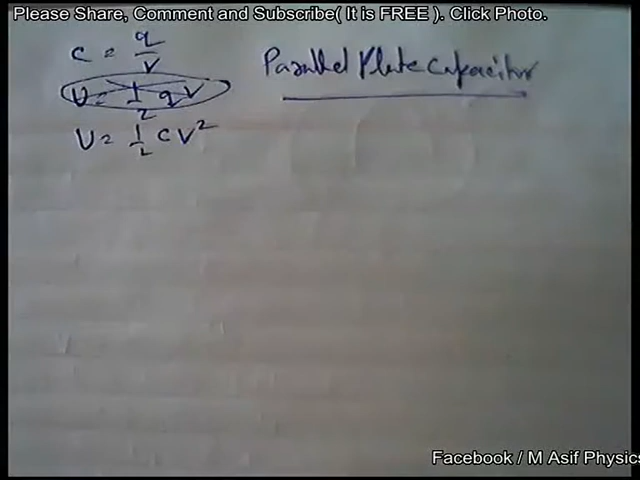 Please Share, Comment and Subscribe( It is FREE ). Click Photo.
C = q/V
Parallel Plate Capacitor
U = 1/2 qV
U = 1/2 CV²
Facebook / M Asif Physics